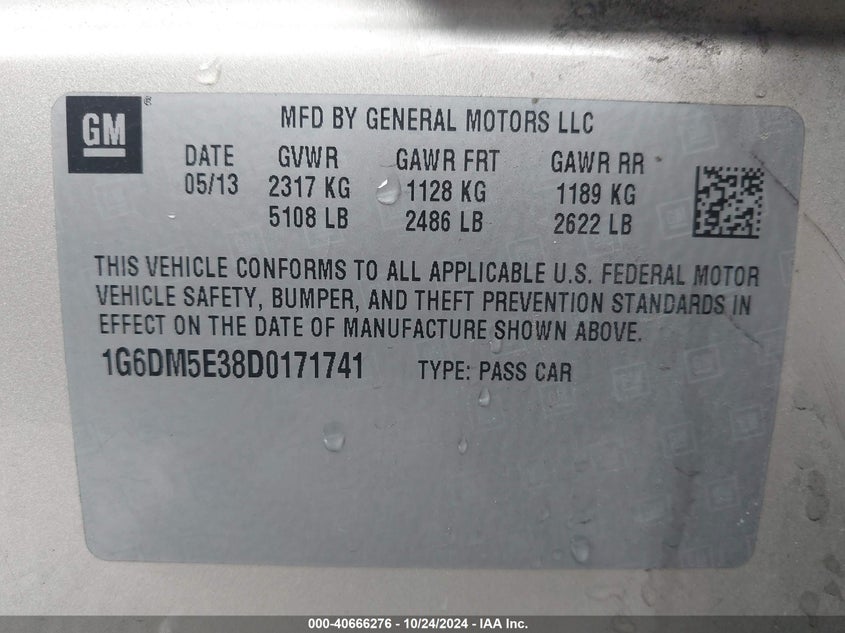 GM®
MFD BY GENERAL MOTORS LLC
DATE GVWR GAWR FRT GAWR RR
05/13 2317 KG 1128 KG 1189 KG
5108 LB 2486 LB 2622 LB
THIS VEHICLE CONFORMS TO ALL APPLICABLE U.S. FEDERAL MOTOR
VEHICLE SAFETY, BUMPER, AND THEFT PREVENTION STANDARDS IN
EFFECT ON THE DATE OF MANUFACTURE SHOWN ABOVE.
1G6DM5E38D0171741 TYPE: PASS CAR
000-40666276 - 10/24/2024 - IAA Inc.